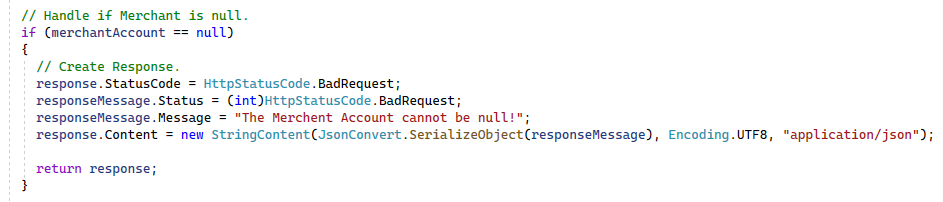 // Handle if Merchant is null.
if (merchantAccount == null)
{
// Create Response.
response.StatusCode = HttpStatusCode.BadRequest;
responseMessage.Status = (int)HttpStatusCode.BadRequest;
responseMessage.Message = "The Merchent Account cannot be null!";
response.Content = new StringContent(JsonConvert.SerializeObject(responseMessage), Encoding.UTF8, "application/json");
return response;
}